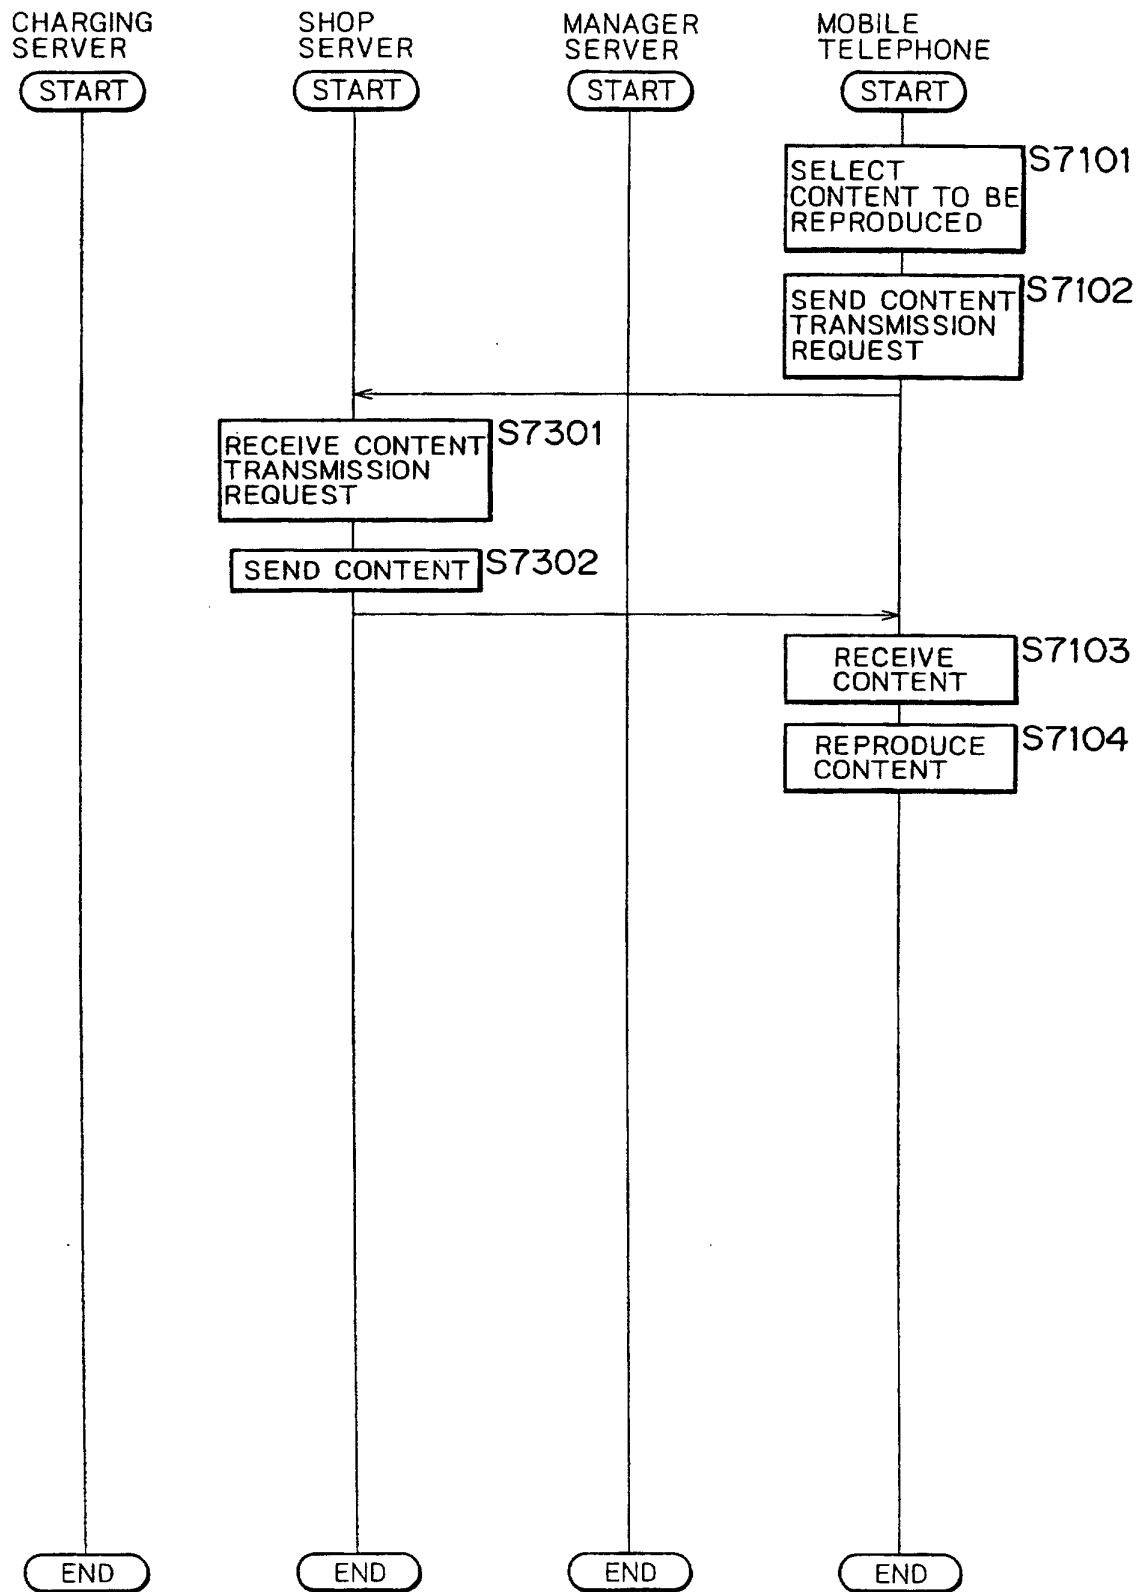 CHARGING
SERVER
SHOP
SERVER
MANAGER
SERVER
MOBILE
TELEPHONE
START
START
START
START
S7101
SELECT
CONTENT TO BE
REPRODUCED
S7102
SEND CONTENT
TRANSMISSION
REQUEST
S7301
RECEIVE CONTENT
TRANSMISSION
REQUEST
S7302
SEND CONTENT
S7103
RECEIVE
CONTENT
S7104
REPRODUCE
CONTENT
END
END
END
END